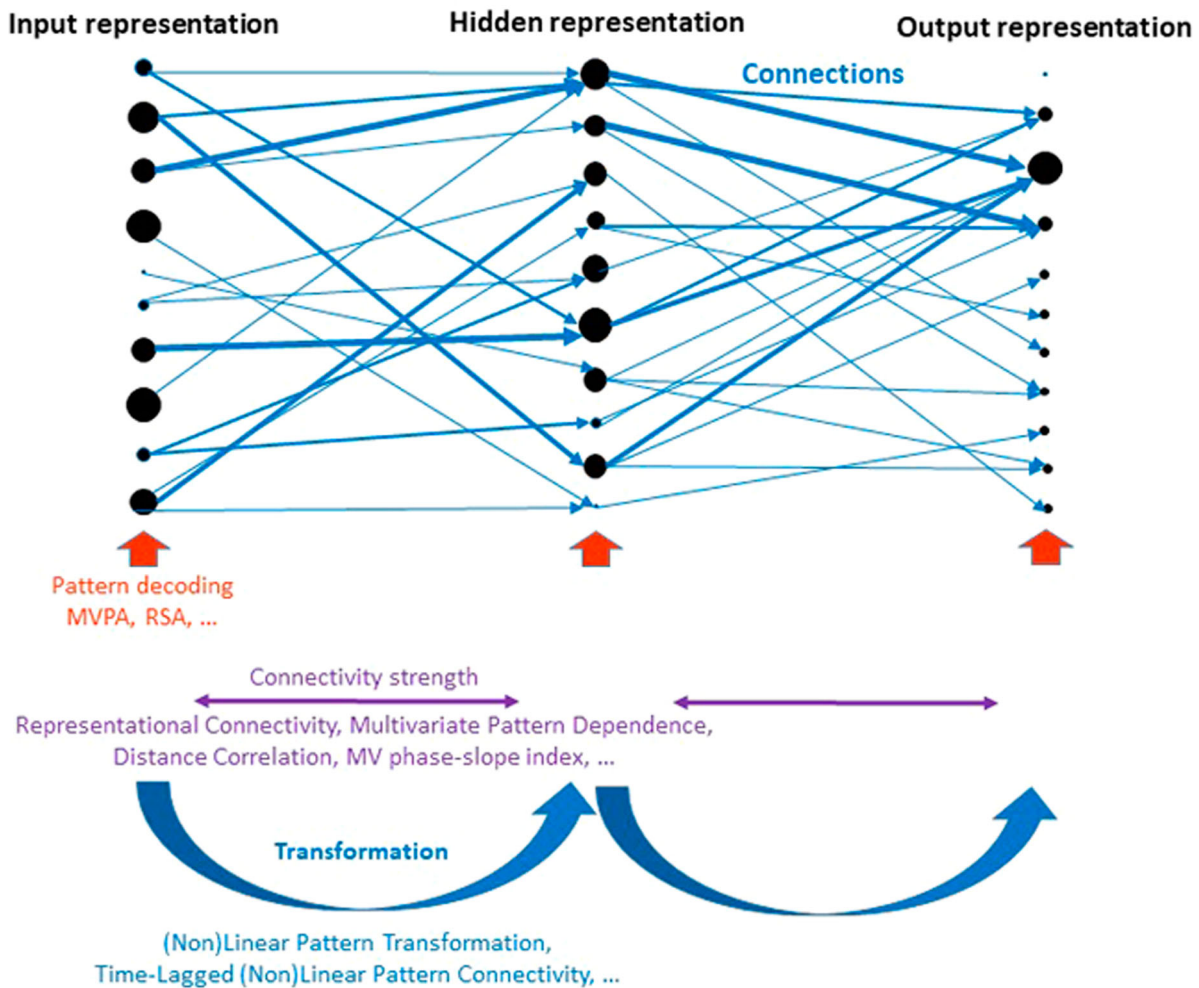 Input representation
Hidden representation
Output representation
Connections
Pattern decoding
MVPA, RSA, ...
Connectivity strength
Representational Connectivity, Multivariate Pattern Dependence,
Distance Correlation, MV phase-slope index, ...
Transformation
(Non)Linear Pattern Transformation,
Time-Lagged (Non)Linear Pattern Connectivity, ...